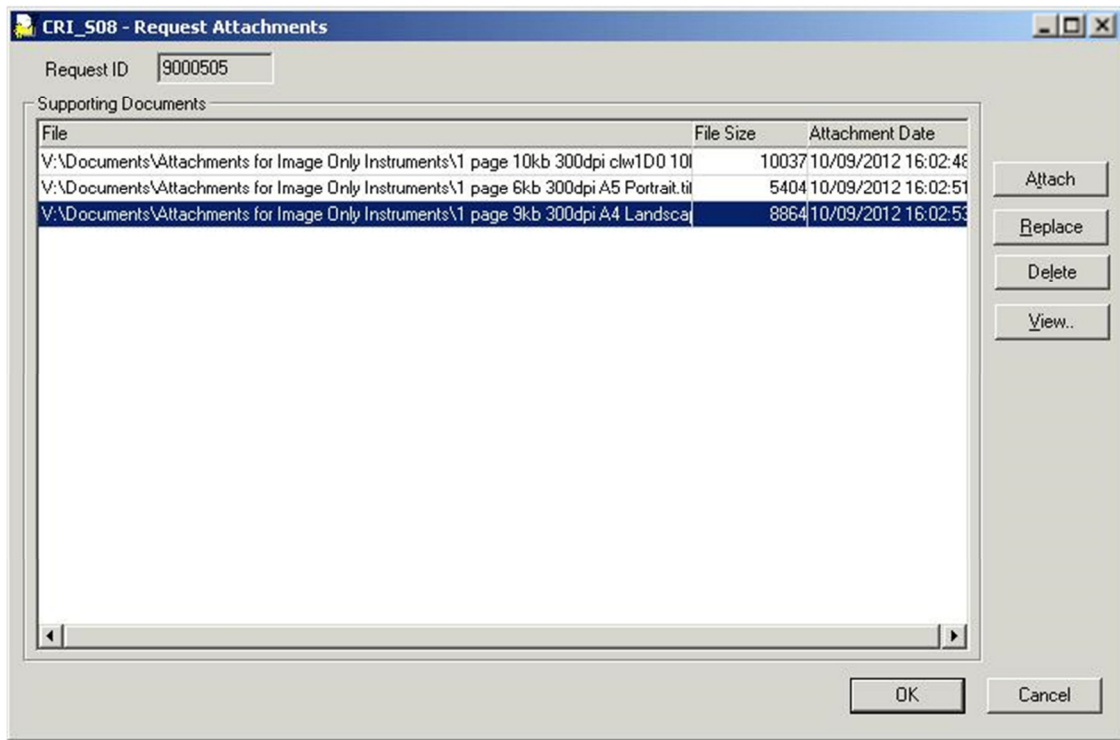 CRI_S08 - Request Attachments
Request ID 9000505
Supporting Documents
File File Size Attachment Date
V:\Documents\Attachments for Image Only Instruments\1 page 10kb 300dpi clw1D0 10 10037 10/09/2012 16:02:48
V:\Documents\Attachments for Image Only Instruments\1 page 6kb 300dpi A5 Portrait.tif 5404 10/09/2012 16:02:51
V:\Documents\Attachments for Image Only Instruments\1 page 9kb 300dpi A4 Landscap 8864 10/09/2012 16:02:53
Attach
Replace
Delete
View..
OK Cancel